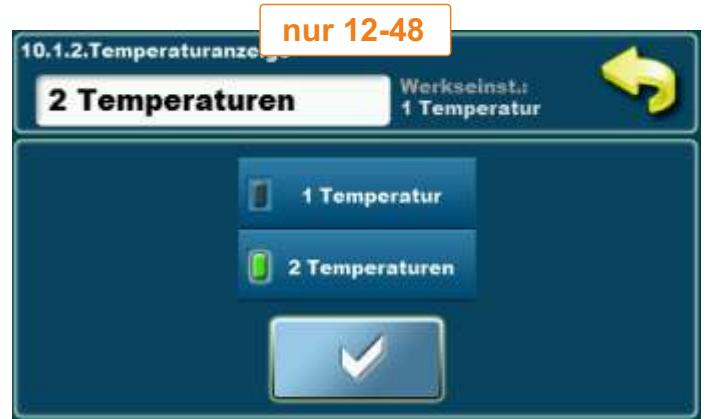 nur 12-48
10.1.2.Temperaturanzeige
2 Temperaturen
Werkseinst.:
1 Temperatur
1 Temperatur
2 Temperaturen